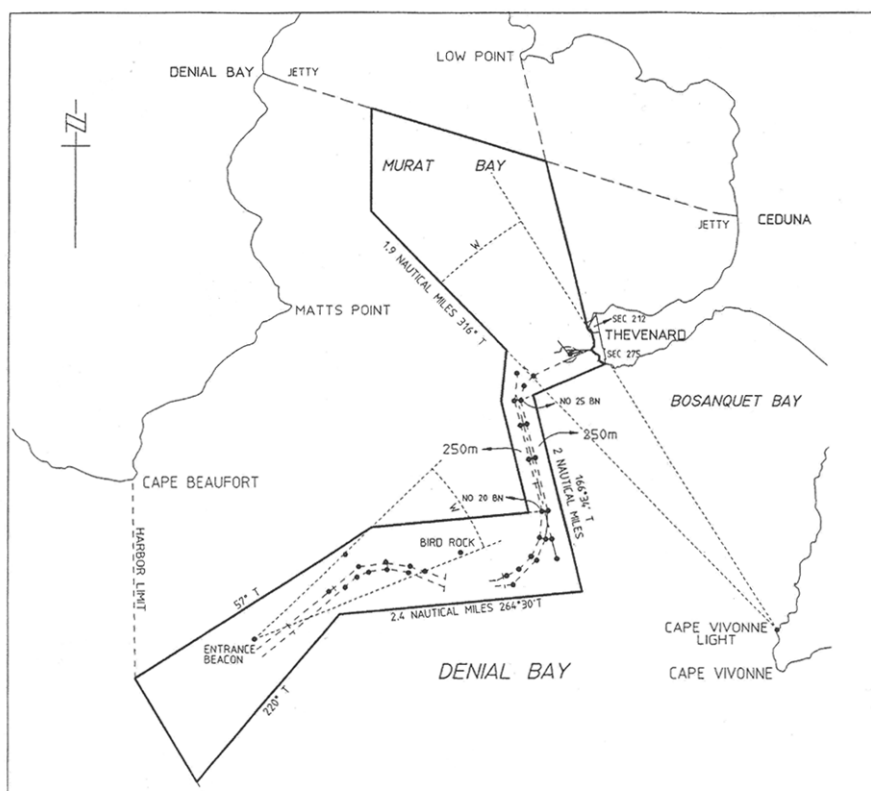 LOW POINT
DENIAL BAY
JETTY
N
MURAT BAY
JETTY
CEDUNA
W
1.9 NAUTICAL MILES 316° T
MATTS POINT
SEC 212
THEVENARD
SEC 275
NO 25 BN
BOSANQUET BAY
250m
250m
CAPE BEAUFORT
NO 20 BN
W
166°34' T
2 NAUTICAL MILES
HARBOR LIMIT
BIRD ROCK
57° T
2.4 NAUTICAL MILES 264°30'T
ENTRANCE
BEACON
CAPE VIVONNE
LIGHT
DENIAL BAY
CAPE VIVONNE
220° T